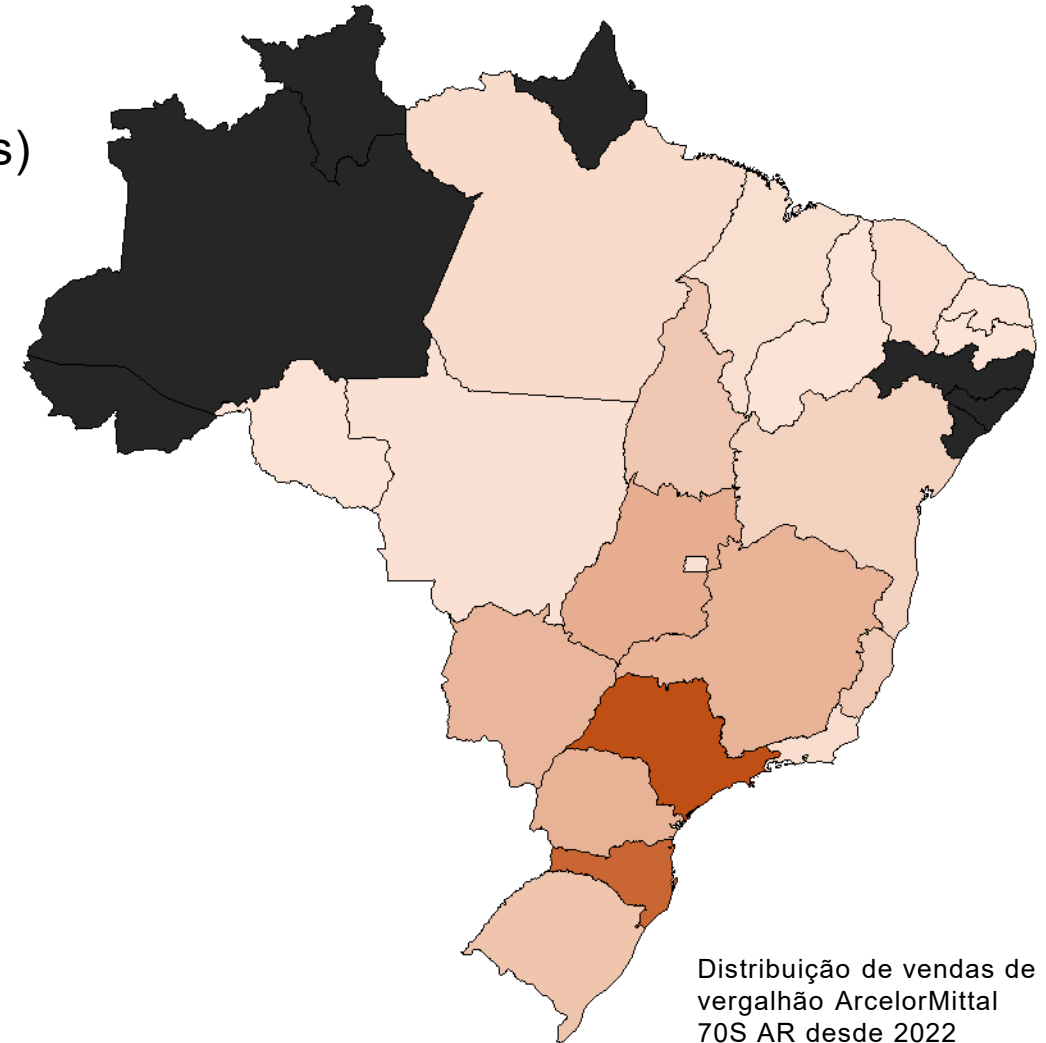 s)
Distribuição de vendas de
vergalhão ArcelorMittal
70S AR desde 2022